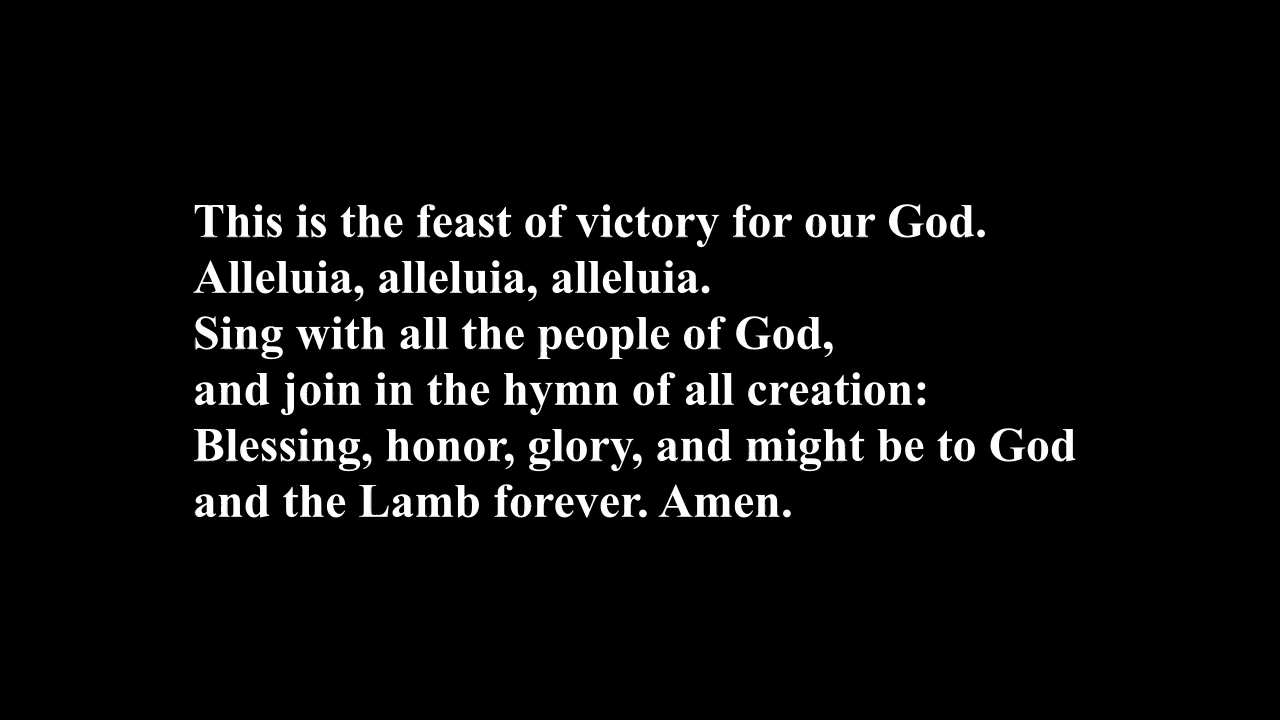 This is the feast of victory for our God.
Alleluia, alleluia, alleluia.
Sing with all the people of God,
and join in the hymn of all creation:
Blessing, honor, glory, and might be to God
and the Lamb forever. Amen.